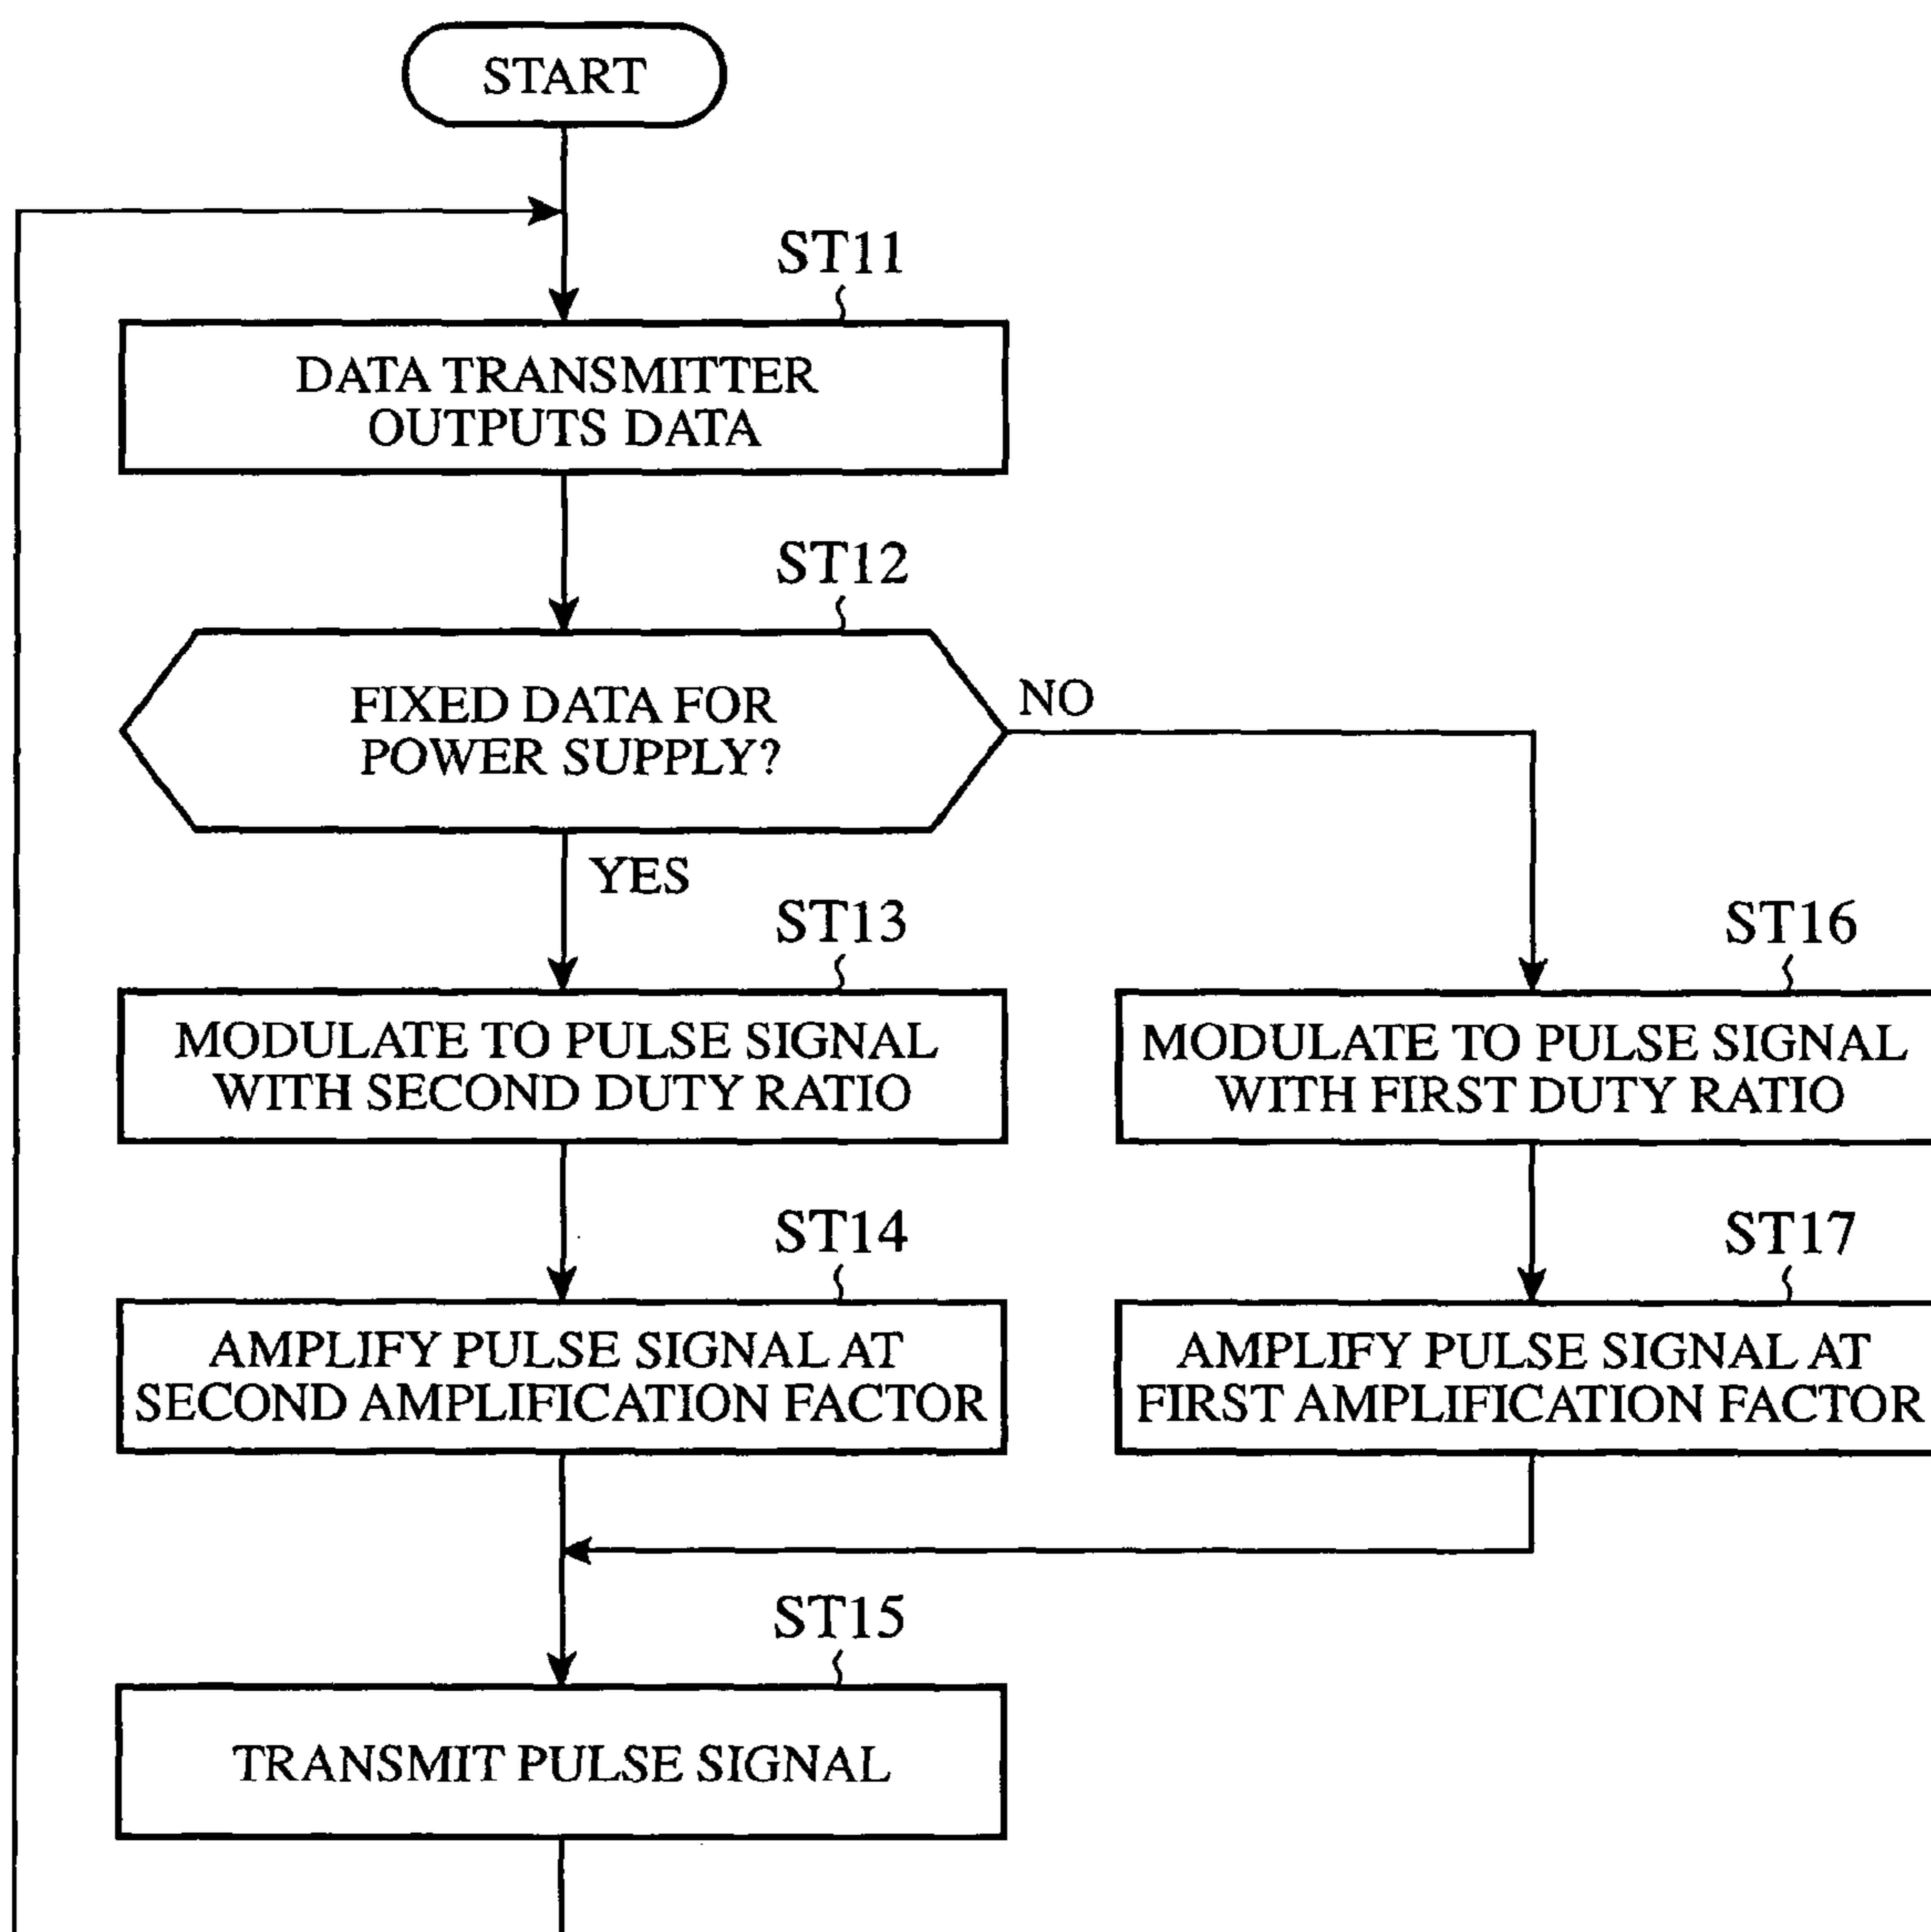 START
ST11
DATA TRANSMITTER
OUTPUTS DATA
ST12
FIXED DATA FOR
POWER SUPPLY?
NO
YES
ST13
MODULATE TO PULSE SIGNAL
WITH SECOND DUTY RATIO
ST16
MODULATE TO PULSE SIGNAL
WITH FIRST DUTY RATIO
ST14
AMPLIFY PULSE SIGNAL AT
SECOND AMPLIFICATION FACTOR
ST17
AMPLIFY PULSE SIGNAL AT
FIRST AMPLIFICATION FACTOR
ST15
TRANSMIT PULSE SIGNAL